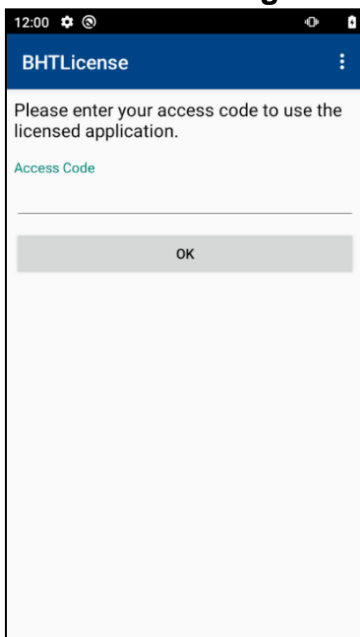 12:00
BHTLicense
Please enter your access code to use the
licensed application.
Access Code
OK